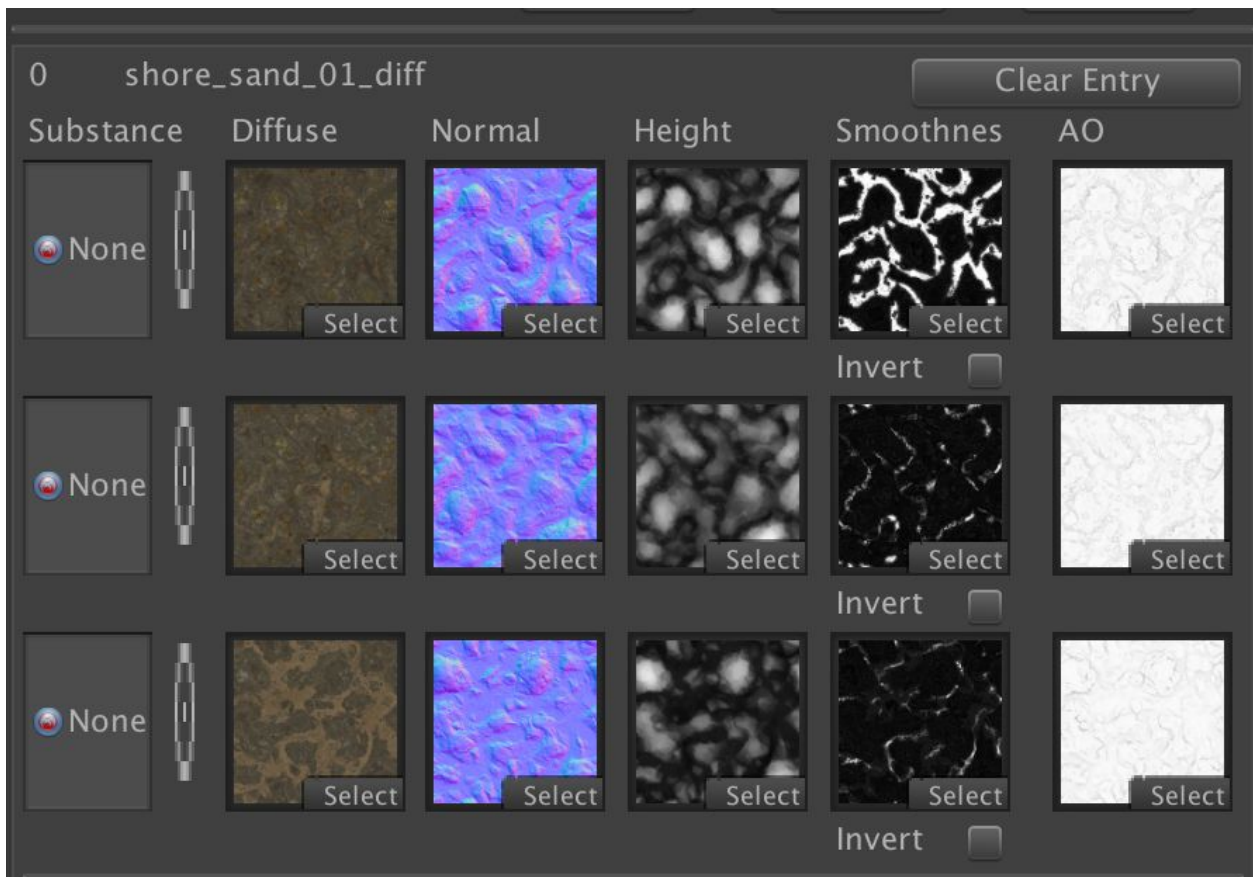 0 shore_sand_01_diff Clear Entry
Substance Diffuse Normal Height Smoothnes AO
None Select Select Select Select Select
Invert
None Select Select Select Select Select
Invert
None Select Select Select Select Select
Invert